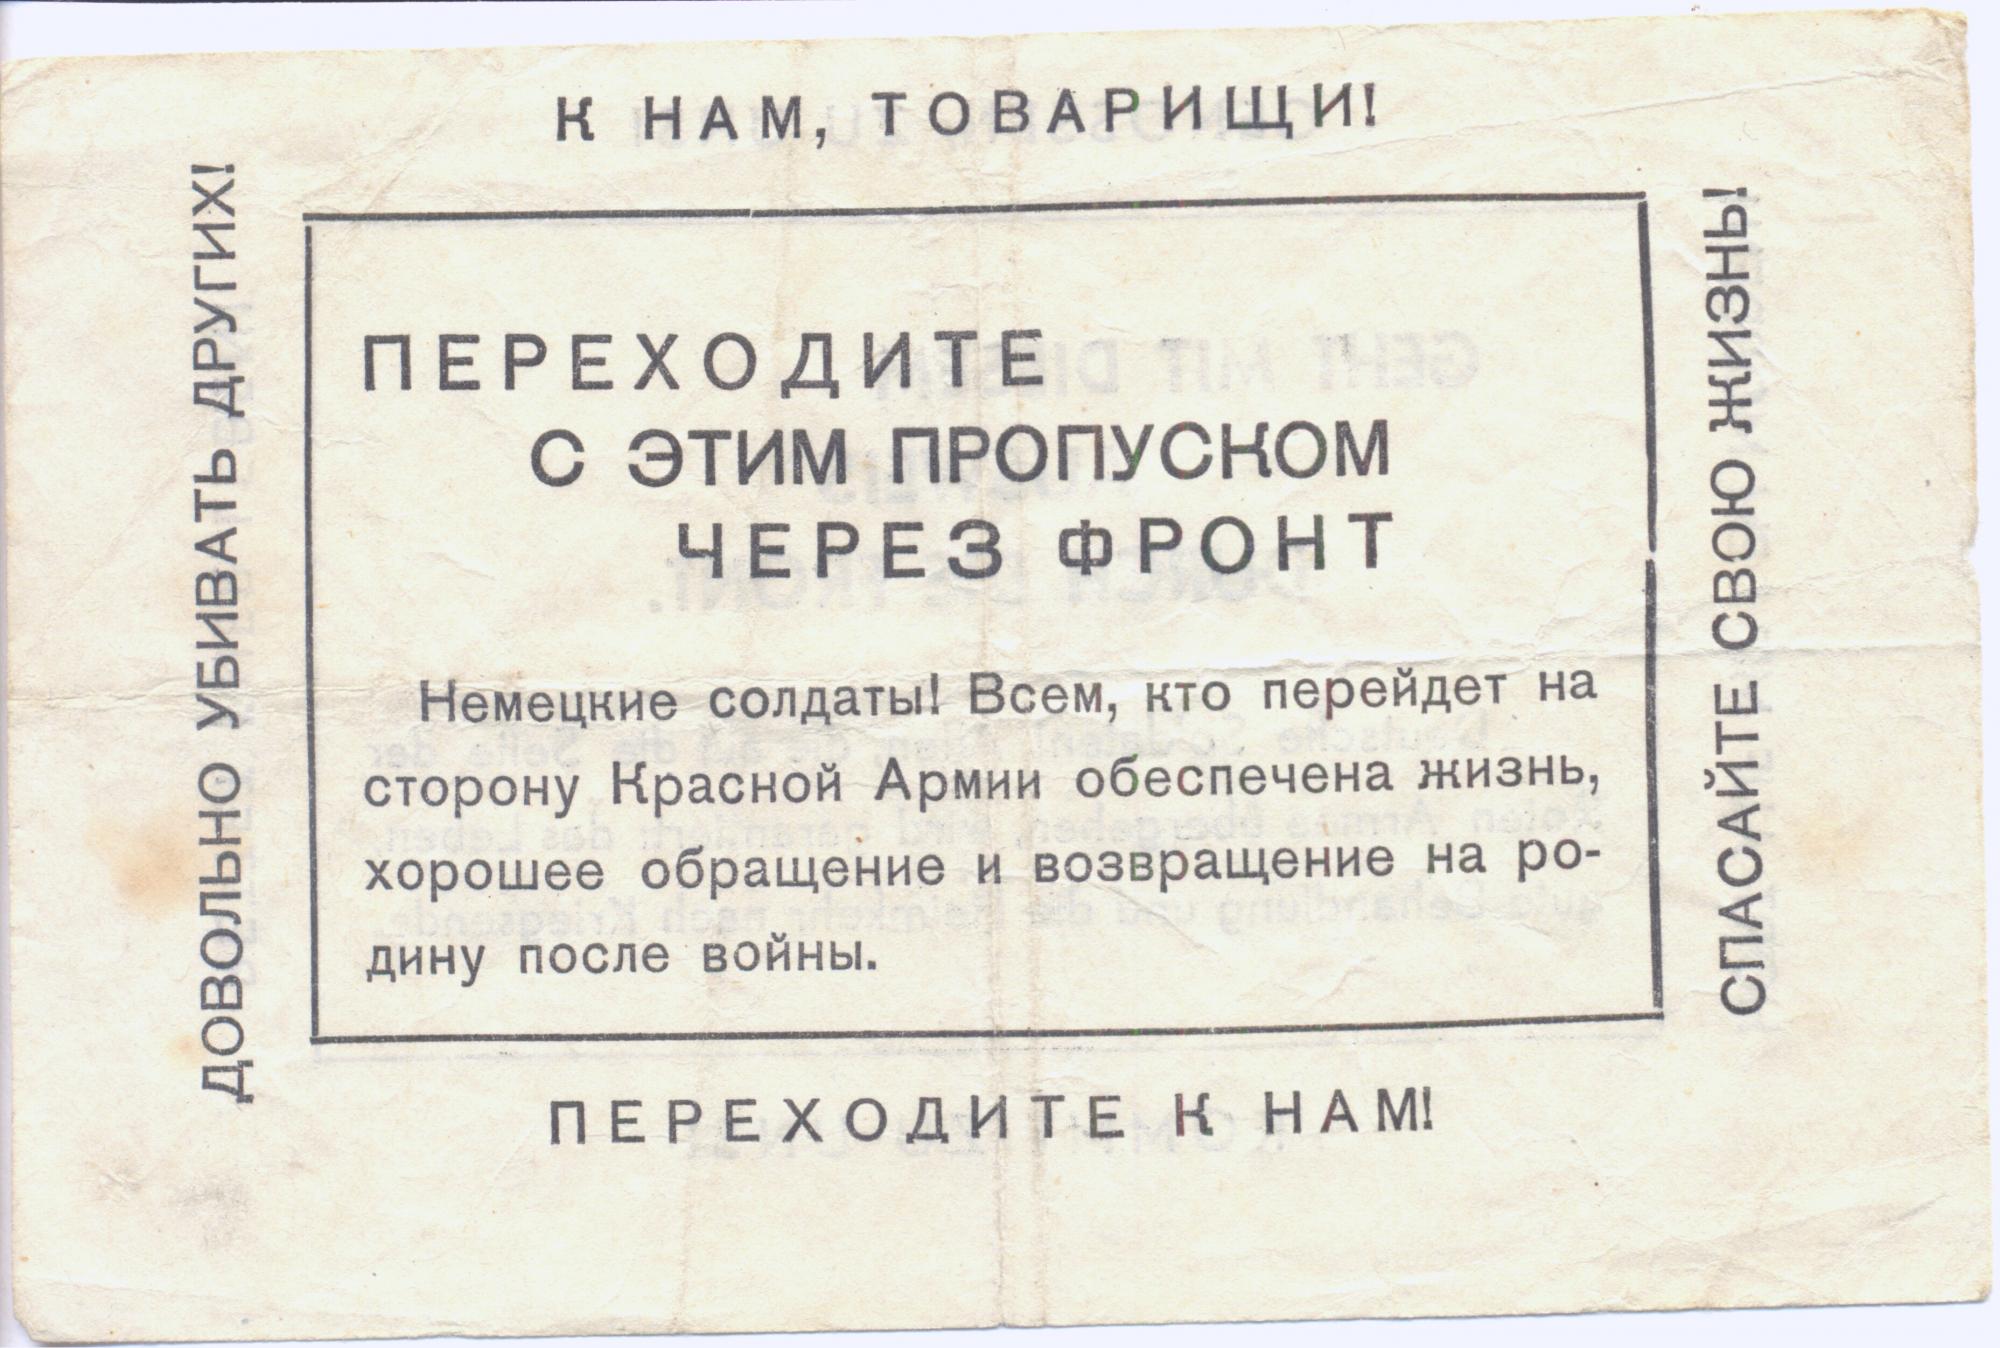 К НАМ, ТОВАРИЩИ!
ДОВОЛЬНО УБИВАТЬ ДРУГИХ!
ПЕРЕХОДИТЕ
С ЭТИМ ПРОПУСКОМ
ЧЕРЕЗ ФРОНТ
Немецкие солдаты! Всем, кто перейдет на
сторону Красной Армии обеспечена жизнь,
хорошее обращение и возвращение на ро-
дину после войны.
СПАСАЙТЕ СВОЮ ЖИЗНЬ!
ПЕРЕХОДИТЕ К НАМ!